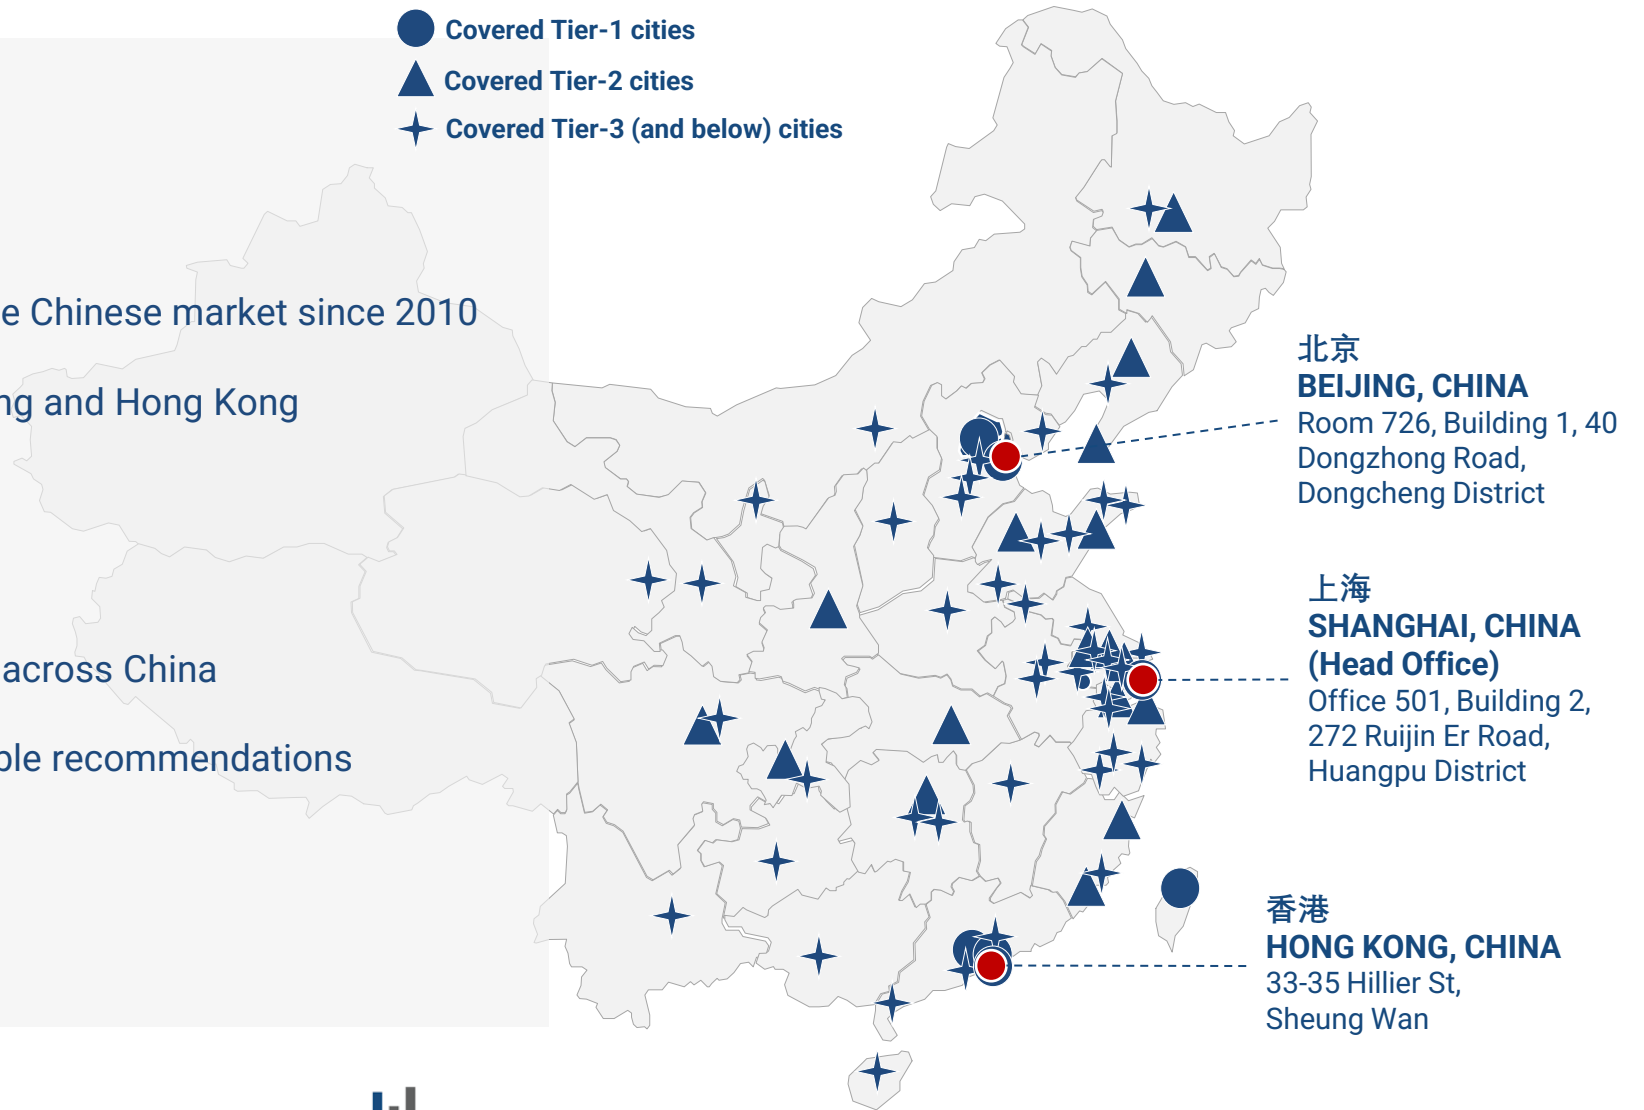 Covered Tier-1 cities
Covered Tier-2 cities
Covered Tier-3 (and below) cities
e Chinese market since 2010
ng and Hong Kong
across China
ble recommendations
北京
BEIJING, CHINA
Room 726, Building 1, 40
Dongzhong Road,
Dongcheng District
上海
SHANGHAI, CHINA
(Head Office)
Office 501, Building 2,
272 Ruijin Er Road,
Huangpu District
香港
HONG KONG, CHINA
33-35 Hillier St,
Sheung Wan